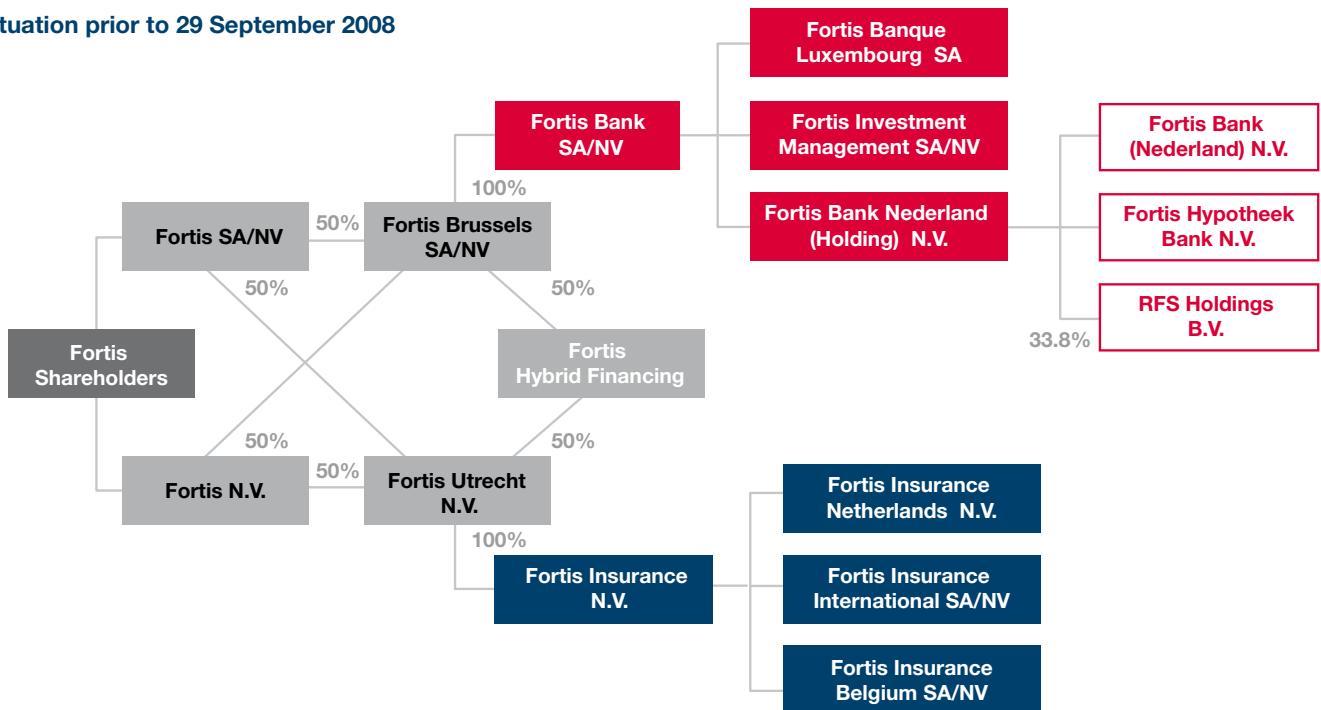 tuation prior to 29 September 2008
Fortis Banque
Luxembourg SA
Fortis Bank
SA/NV
Fortis Investment
Management SA/NV
Fortis Bank
(Nederland) N.V.
100%
Fortis SA/NV
50%
Fortis Brussels
SA/NV
Fortis Bank Nederland
(Holding) N.V.
Fortis Hypotheek
Bank N.V.
50%
50%
RFS Holdings
B.V.
33.8%
Fortis
Shareholders
Fortis
Hybrid Financing
50%
50%
Fortis N.V.
50%
Fortis Utrecht
N.V.
Fortis Insurance
Netherlands N.V.
100%
Fortis Insurance
N.V.
Fortis Insurance
International SA/NV
Fortis Insurance
Belgium SA/NV